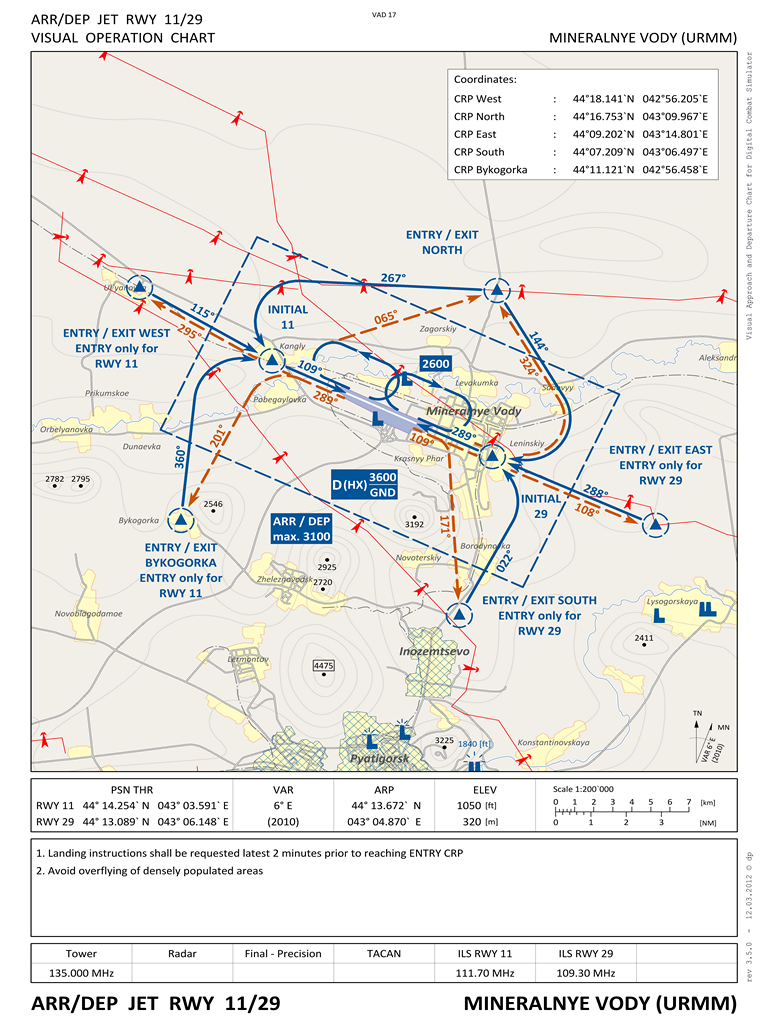 ARR/DEP JET RWY 11/29
VAD 17
VISUAL OPERATION CHART
MINERALNYE VODY (URMM)
Coordinates:
CRP West : 44°18.141`N 042°56.205`E
CRP North : 44°16.753`N 043°09.967`E
CRP East : 44°09.202`N 043°14.801`E
CRP South : 44°07.209`N 043°06.497`E
CRP Bykogorka : 44°11.121`N 042°56.458`E
Visual Approach and Departure Chart for Digital Combat Simulator
ENTRY / EXIT
NORTH
267°
115°
295°
INITIAL
11
065°
144°
324°
Zagorskiy
ENTRY / EXIT WEST
ENTRY only for
RWY 11
Kangly
109°
289°
2600
Levakumka
Aleksandr
Prikumskoe
Pobegaylovka
Mineralnye Vody
Orbelyanovka
Dunaevka
201°
360°
289°
109°
Leninskiy
Krasnyy Phar
ENTRY / EXIT EAST
ENTRY only for
RWY 29
2782
2795
D (HX) 3600
GND
INITIAL
29
288°
108°
2546
Bykogorka
ARR / DEP
max. 3100
3192
171°
022°
ENTRY / EXIT
BYKOGORKA
ENTRY only for
RWY 11
2925
2720
Novoterskiy
Borodynovka
Zheleznovodsk
ENTRY / EXIT SOUTH
ENTRY only for
RWY 29
Novoblagodarnoe
Lysogorskaya
2411
Inozemtsevo
Lermontov
4475
3225
1840 [ft]
Konstantinovskaya
Pyatigorsk
TN
MN
VAR 6° E
(2010)
PSN THR VAR ARP ELEV
RWY 11 44° 14.254` N 043° 03.591` E 6° E 44° 13.672` N 1050 [ft]
RWY 29 44° 13.089` N 043° 06.148` E (2010) 043° 04.870` E 320 [m]
Scale 1:200`000
0 1 2 3 4 5 6 7 [km]
0 1 2 3 [NM]
1. Landing instructions shall be requested latest 2 minutes prior to reaching ENTRY CRP
2. Avoid overflying of densely populated areas
rev 3.5.0 - 12.03.2012 © dp
Tower Radar Final - Precision TACAN ILS RWY 11 ILS RWY 29
135.000 MHz 111.70 MHz 109.30 MHz
ARR/DEP JET RWY 11/29
MINERALNYE VODY (URMM)